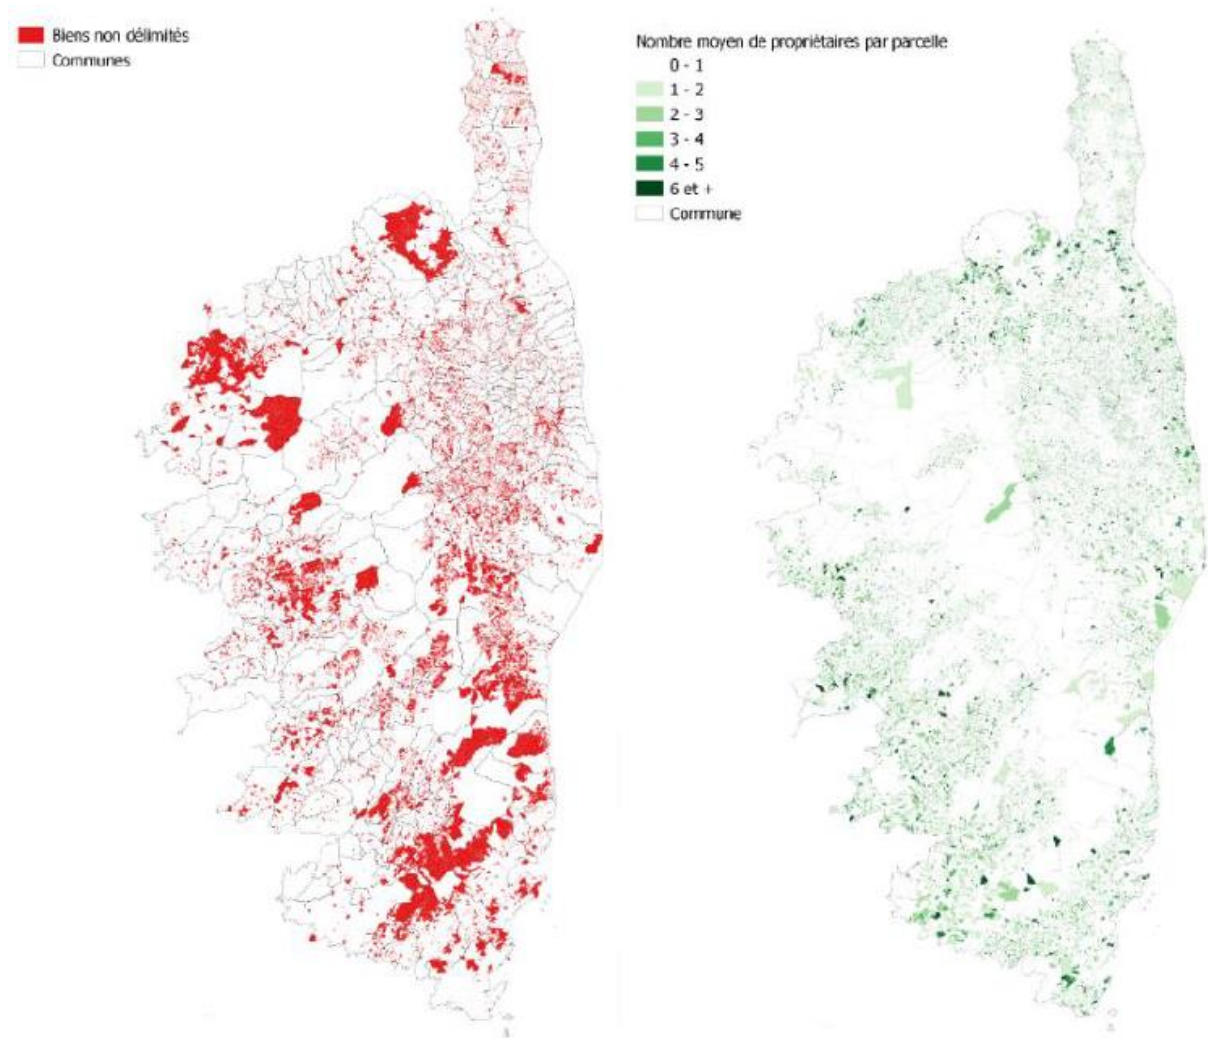 Biens non délimités
Communes
Nombre moyen de propriétaires par parcelle
0 - 1
1 - 2
2 - 3
3 - 4
4 - 5
6 et +
Commune